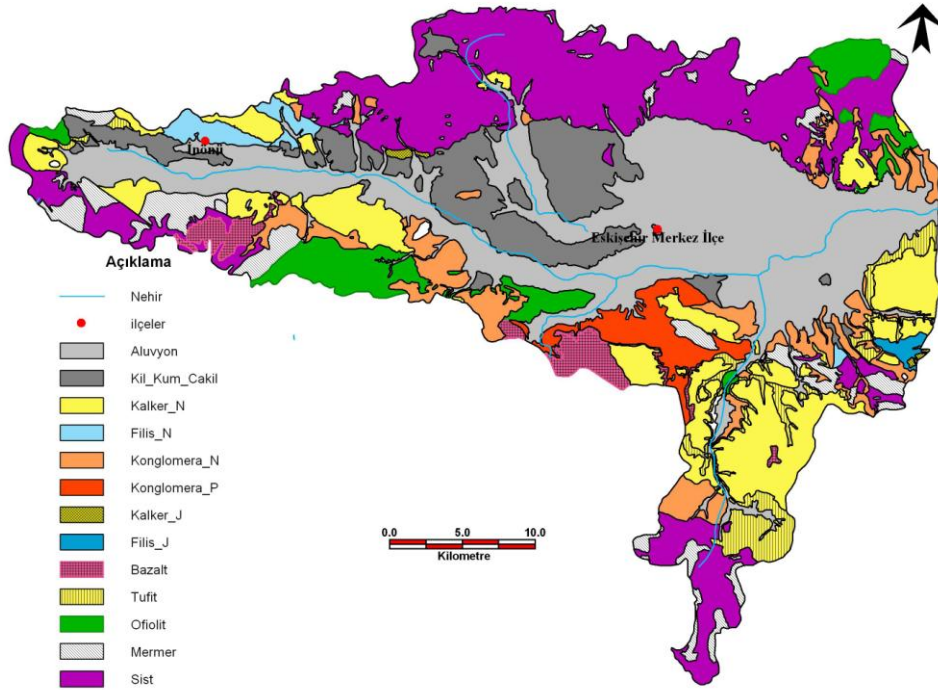 İnönü
Eskişehir Merkez İlçe
Açıklama
Nehir
ilçeler
Aluvyon
Kil_Kum_Cakil
Kalker_N
Filis_N
Konglomera_N
Konglomera_P
Kalker_J
Filis_J
Bazalt
Tufit
Ofiolit
Mermer
Sist
0.0 5.0 10.0
Kilometre